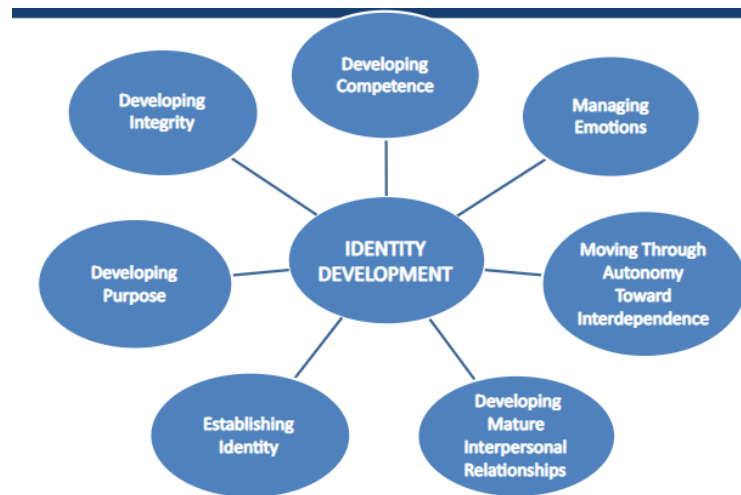 Developing
Competence
Managing
Emotions
Moving Through
Autonomy
Toward
Interdependence
Developing
Mature
Interpersonal
Relationships
Establishing
Identity
Developing
Purpose
Developing
Integrity
IDENTITY
DEVELOPMENT